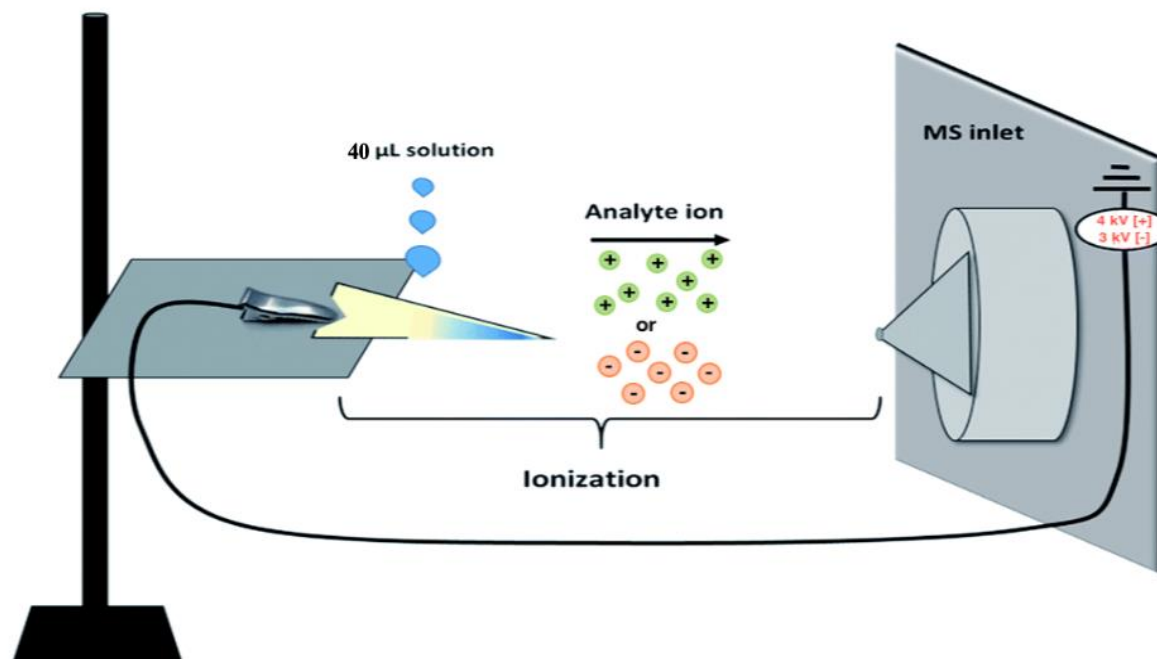 40 µL solution
MS inlet
Analyte ion
4 kV [+]
3 kV [-]
+ + +
+ +
+ + +
or
- -
- - -
- -
Ionization